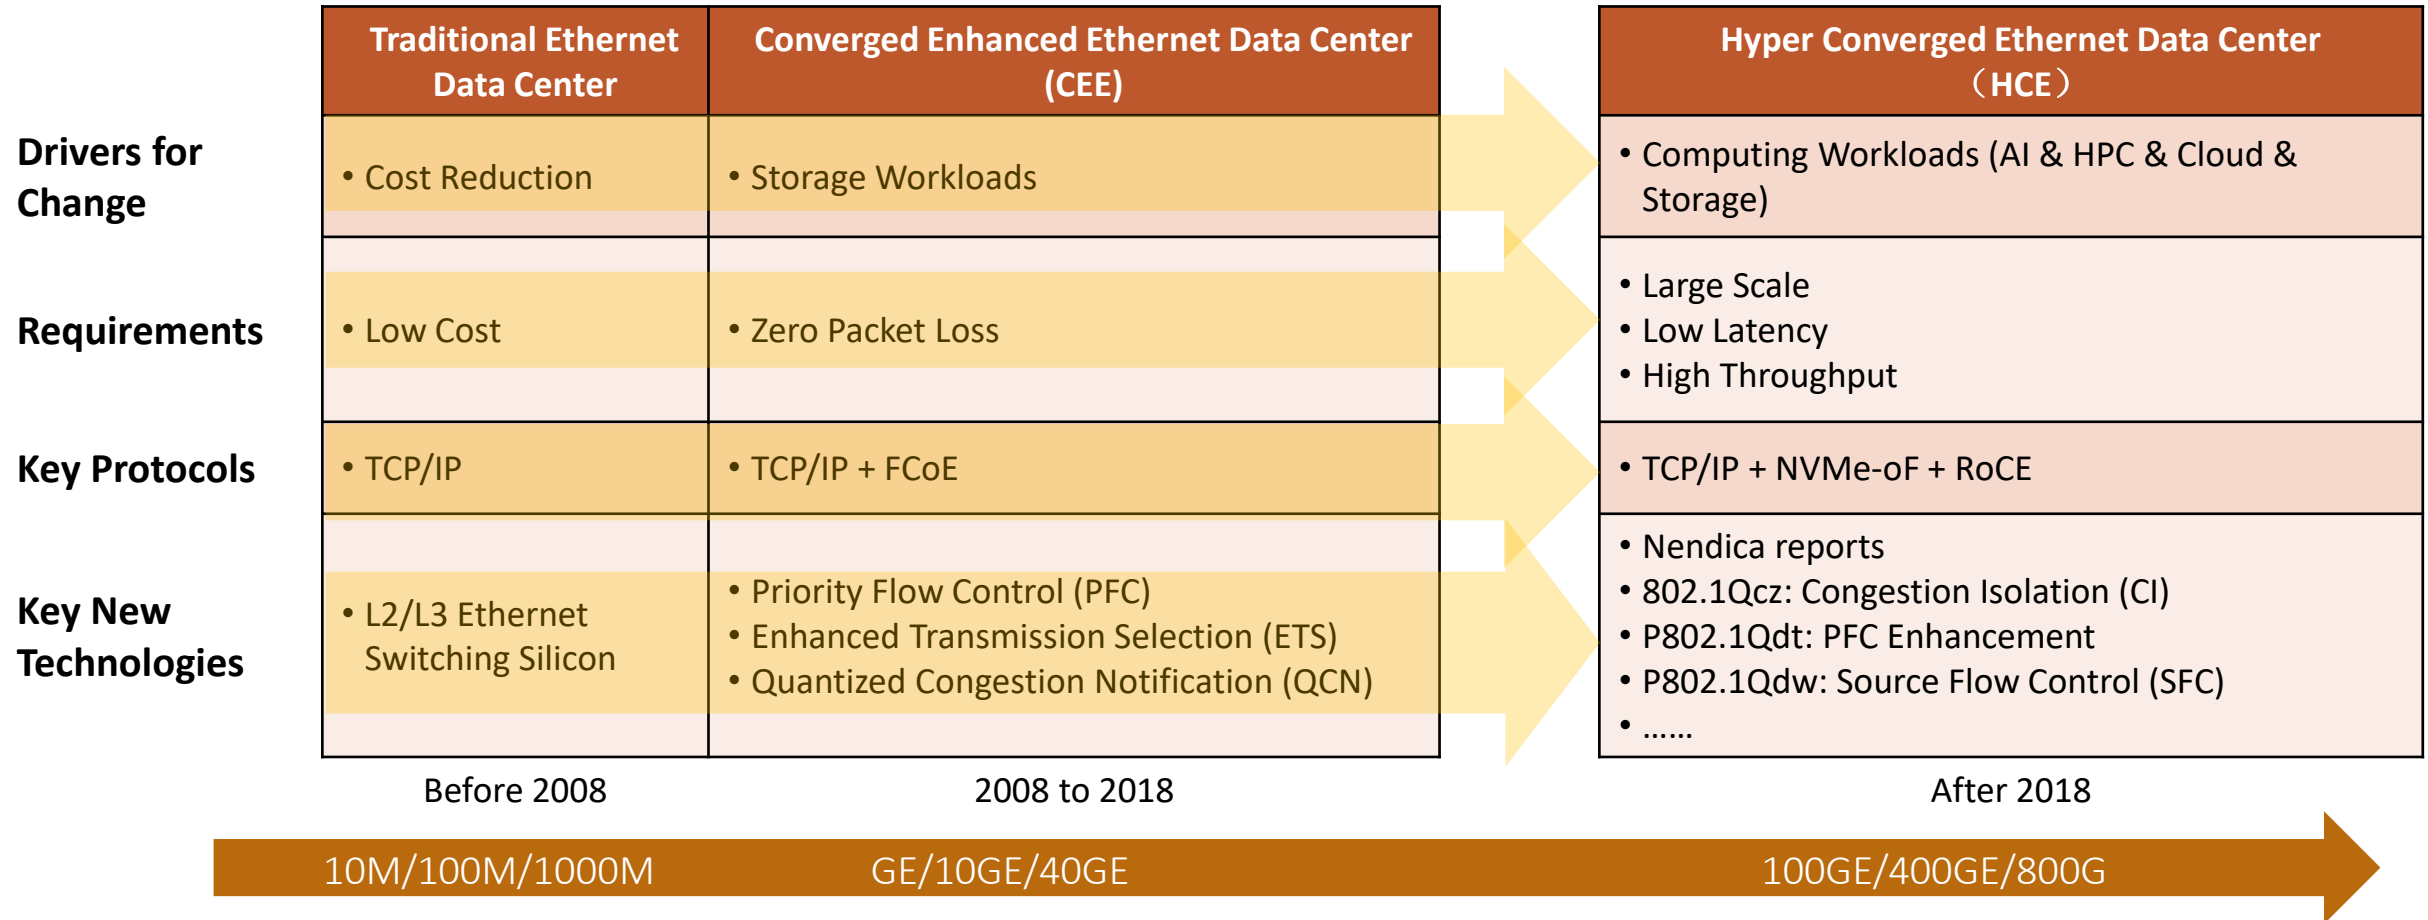 Traditional Ethernet
Data Center
Converged Enhanced Ethernet Data Center
(CEE)
Hyper Converged Ethernet Data Center
（HCE）
Drivers for
Change
• Cost Reduction
• Storage Workloads
• Computing Workloads (AI & HPC & Cloud &
Storage)
Requirements
• Low Cost
• Zero Packet Loss
• Large Scale
• Low Latency
• High Throughput
Key Protocols
• TCP/IP
• TCP/IP + FCoE
• TCP/IP + NVMe-oF + RoCE
Key New
Technologies
• L2/L3 Ethernet
Switching Silicon
• Priority Flow Control (PFC)
• Enhanced Transmission Selection (ETS)
• Quantized Congestion Notification (QCN)
• Nendica reports
• 802.1Qcz: Congestion Isolation (CI)
• P802.1Qdt: PFC Enhancement
• P802.1Qdw: Source Flow Control (SFC)
• ......
Before 2008
2008 to 2018
After 2018
10M/100M/1000M
GE/10GE/40GE
100GE/400GE/800G